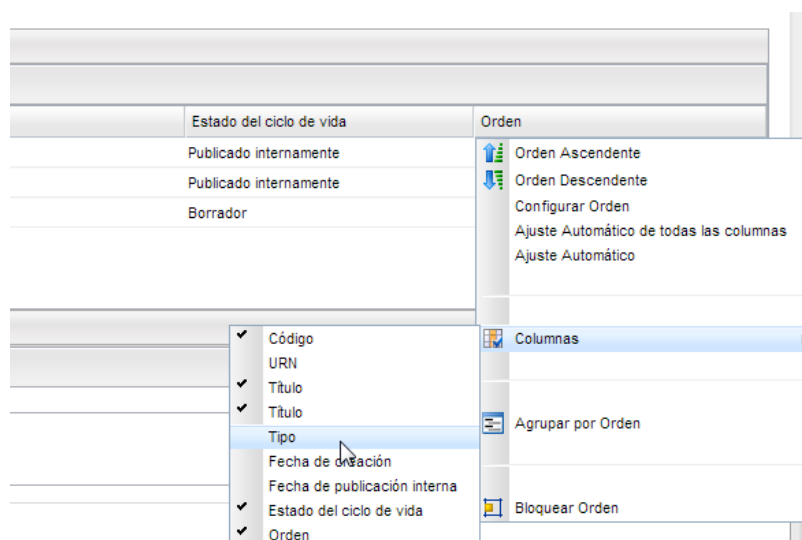 Estado del ciclo de vida
Orden
Publicado internamente
Publicado internamente
Borrador
Orden Ascendente
Orden Descendente
Configurar Orden
Ajuste Automático de todas las columnas
Ajuste Automático
Columnas
Agrupar por Orden
Bloquear Orden
Código
URN
Título
Título
Tipo
Fecha de creación
Fecha de publicación interna
Estado del ciclo de vida
Orden